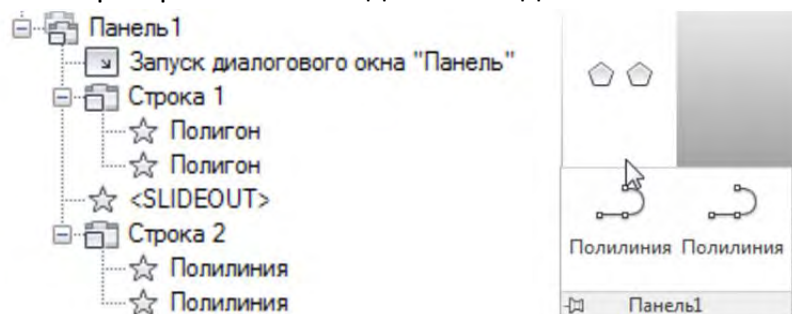 Панель1
Запуск диалогового окна "Панель"
Строка 1
Полигон
Полигон
<SLIDEOUT>
Строка 2
Полилиния
Полилиния
Полилиния Полилиния
Панель1